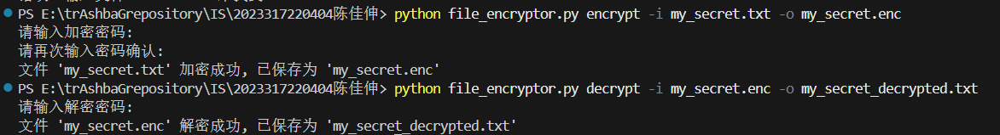 PS E:\trAshbaGrepository\IS\2023317220404陈佳伸> python file_encryptor.py encrypt -i my_secret.txt -o my_secret.enc
请输入加密密码:
请再次输入密码确认:
文件 'my_secret.txt' 加密成功, 已保存为 'my_secret.enc'
PS E:\trAshbaGrepository\IS\2023317220404陈佳伸> python file_encryptor.py decrypt -i my_secret.enc -o my_secret_decrypted.txt
请输入解密密码:
文件 'my_secret.enc' 解密成功, 已保存为 'my_secret_decrypted.txt'